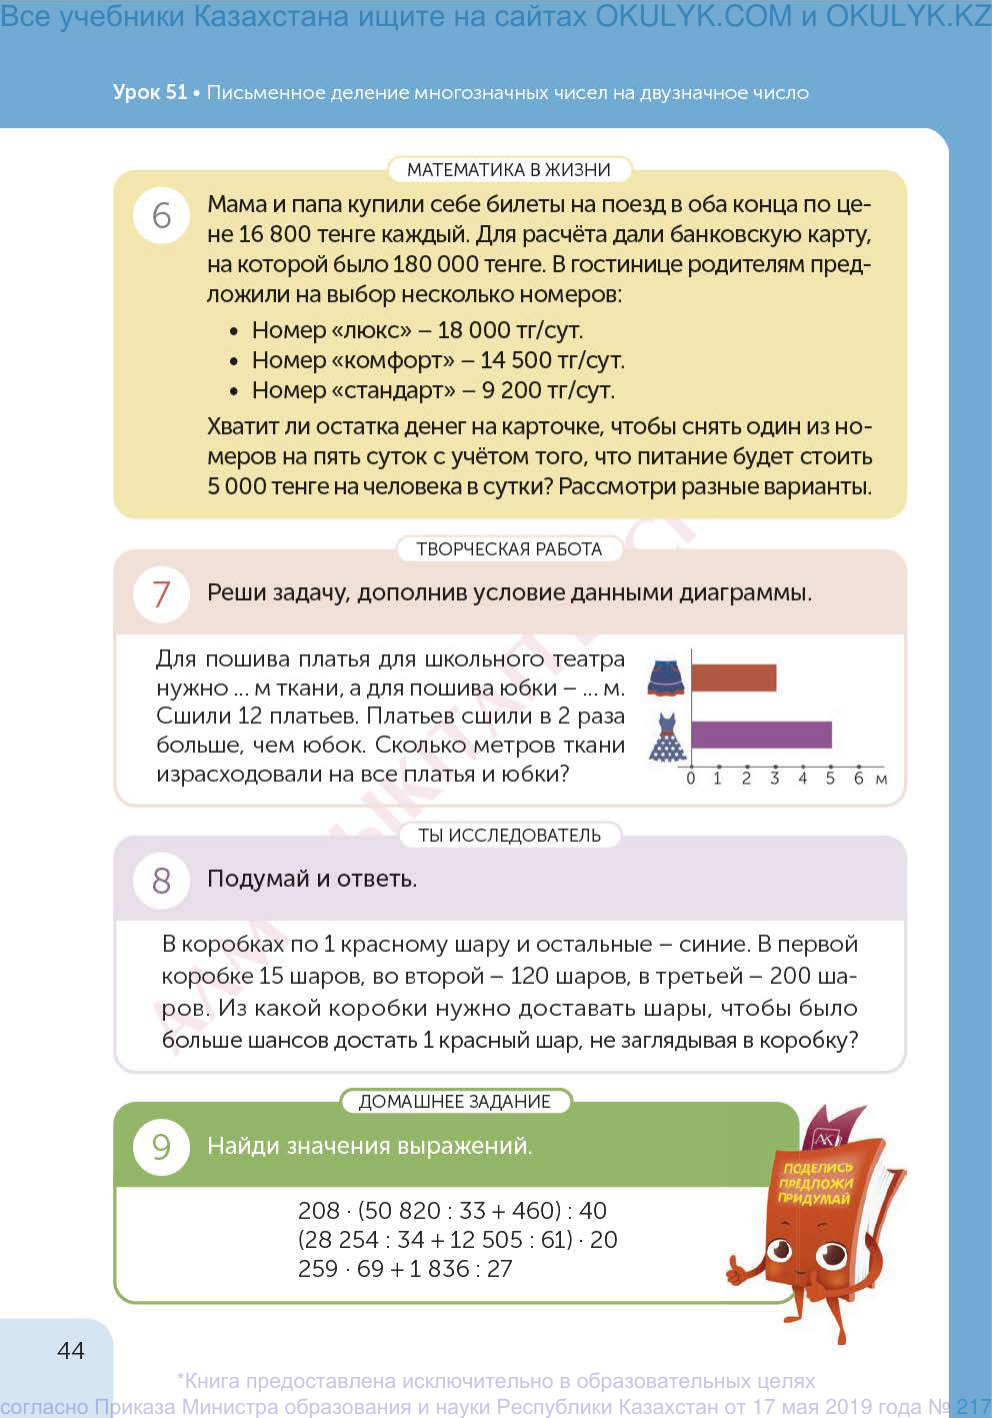 Все учебники Казахстана ищите на сайтах OKULYK.COM и OKULYK.KZ
Урок 51 • Письменное деление многозначных чисел на двузначное число
МАТЕМАТИКА В ЖИЗНИ
6
Мама и папа купили себе билеты на поезд в оба конца по це-
не 16 800 тенге каждый. Для расчёта дали банковскую карту,
на которой было 180 000 тенге. В гостинице родителям пред-
ложили на выбор несколько номеров:
• Номер «люкс» – 18 000 тг/сут.
• Номер «комфорт» – 14 500 тг/сут.
• Номер «стандарт» – 9 200 тг/сут.
Хватит ли остатка денег на карточке, чтобы снять один из но-
меров на пять суток с учётом того, что питание будет стоить
5 000 тенге на человека в сутки? Рассмотри разные варианты.
ТВОРЧЕСКАЯ РАБОТА
7
Реши задачу, дополнив условие данными диаграммы.
Для пошива платья для школьного театра
нужно ... м ткани, а для пошива юбки – ... м.
Сшили 12 платьев. Платьев сшили в 2 раза
больше, чем юбок. Сколько метров ткани
израсходовали на все платья и юбки?
0 1 2 3 4 5 6 м
ТЫ ИССЛЕДОВАТЕЛЬ
8
Подумай и ответь.
В коробках по 1 красному шару и остальные – синие. В первой
коробке 15 шаров, во второй – 120 шаров, в третьей – 200 ша-
ров. Из какой коробки нужно доставать шары, чтобы было
больше шансов достать 1 красный шар, не заглядывая в коробку?
ДОМАШНЕЕ ЗАДАНИЕ
9
Найди значения выражений.
208 · (50 820 : 33 + 460) : 40
(28 254 : 34 + 12 505 : 61) · 20
259 · 69 + 1 836 : 27
АК
ПОДЕЛИСЬ
ПРЕДЛОЖИ
ПРИДУМАЙ
44
*Книга предоставлена исключительно в образовательных целях
согласно Приказа Министра образования и науки Республики Казахстан от 17 мая 2019 года № 217